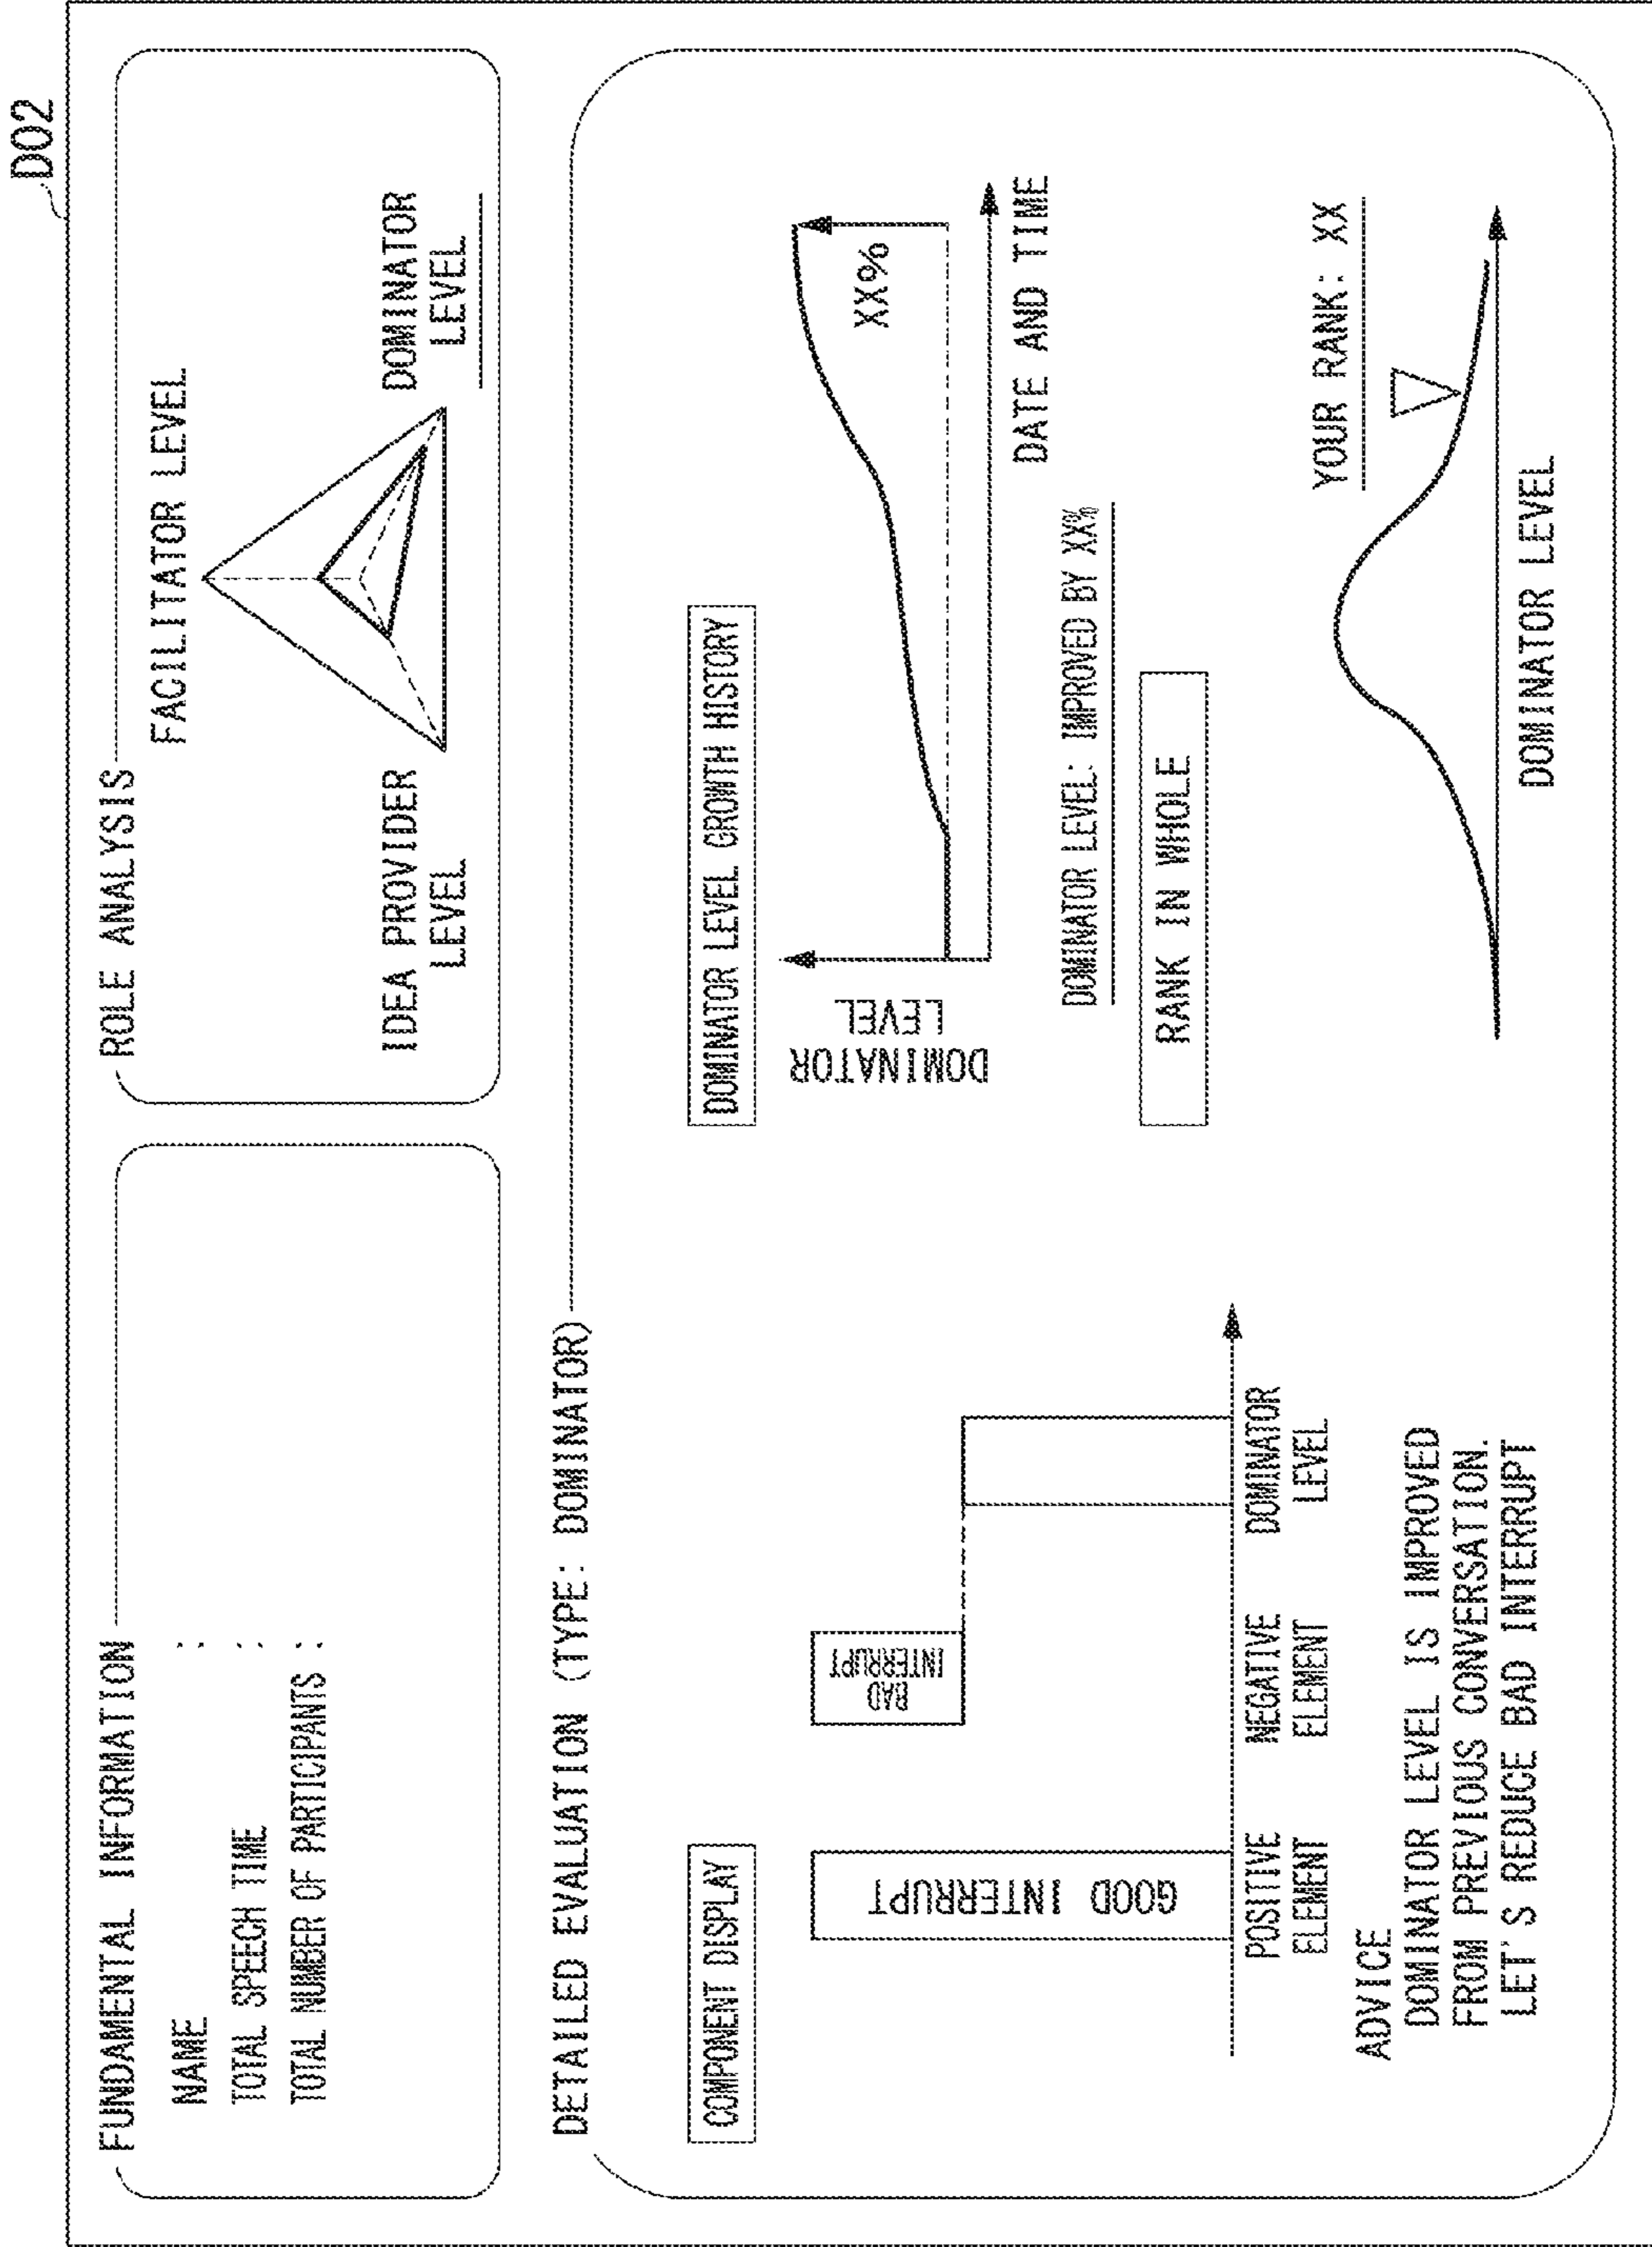 D02
FUNDAMENTAL INFORMATION
NAME :
TOTAL SPEECH TIME :
TOTAL NUMBER OF PARTICIPANTS :
ROLE ANALYSIS
FACILITATOR LEVEL
IDEA PROVIDER
LEVEL
DOMINATOR
LEVEL
DETAILED EVALUATION (TYPE: DOMINATOR)
COMPONENT DISPLAY
GOOD INTERRUPT
BAD
INTERRUPT
POSITIVE
ELEMENT
NEGATIVE
ELEMENT
DOMINATOR
LEVEL
ADVICE
DOMINATOR LEVEL IS IMPROVED
FROM PREVIOUS CONVERSATION.
LET'S REDUCE BAD INTERRUPT
DOMINATOR LEVEL GROWTH HISTORY
DOMINATOR
LEVEL
XX%
DATE AND TIME
DOMINATOR LEVEL: IMPROVED BY XX%
RANK IN WHOLE
YOUR RANK: XX
DOMINATOR LEVEL